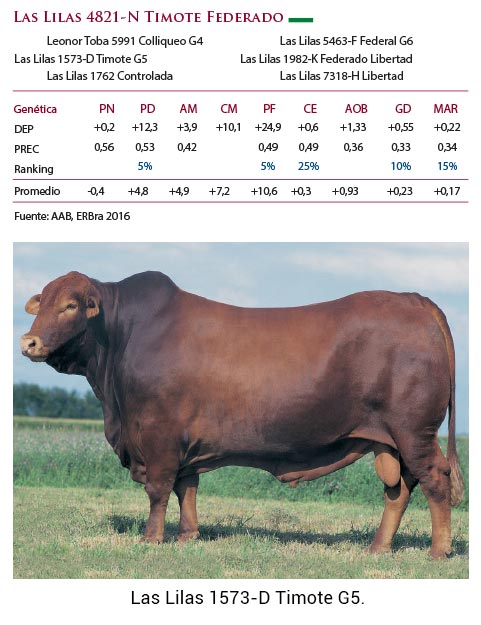 Las Lilas 4821-N Timote Federado
Leonor Toba 5991 Colliqueo G4 Las Lilas 5463-F Federal G6
Las Lilas 1573-D Timote G5 Las Lilas 1982-K Federado Libertad
Las Lilas 1762 Controlada Las Lilas 7318-H Libertad
Genética PN PD AM CM PF CE AOB GD MAR
DEP +0,2 +12,3 +3,9 +10,1 +24,9 +0,6 +1,33 +0,55 +0,22
PREC 0,56 0,53 0,42 0,49 0,49 0,36 0,33 0,34
Ranking 5% 5% 25% 10% 15%
Promedio -0,4 +4,8 +4,9 +7,2 +10,6 +0,3 +0,93 +0,23 +0,17
Fuente: AAB, ERBra 2016
Las Lilas 1573-D Timote G5.